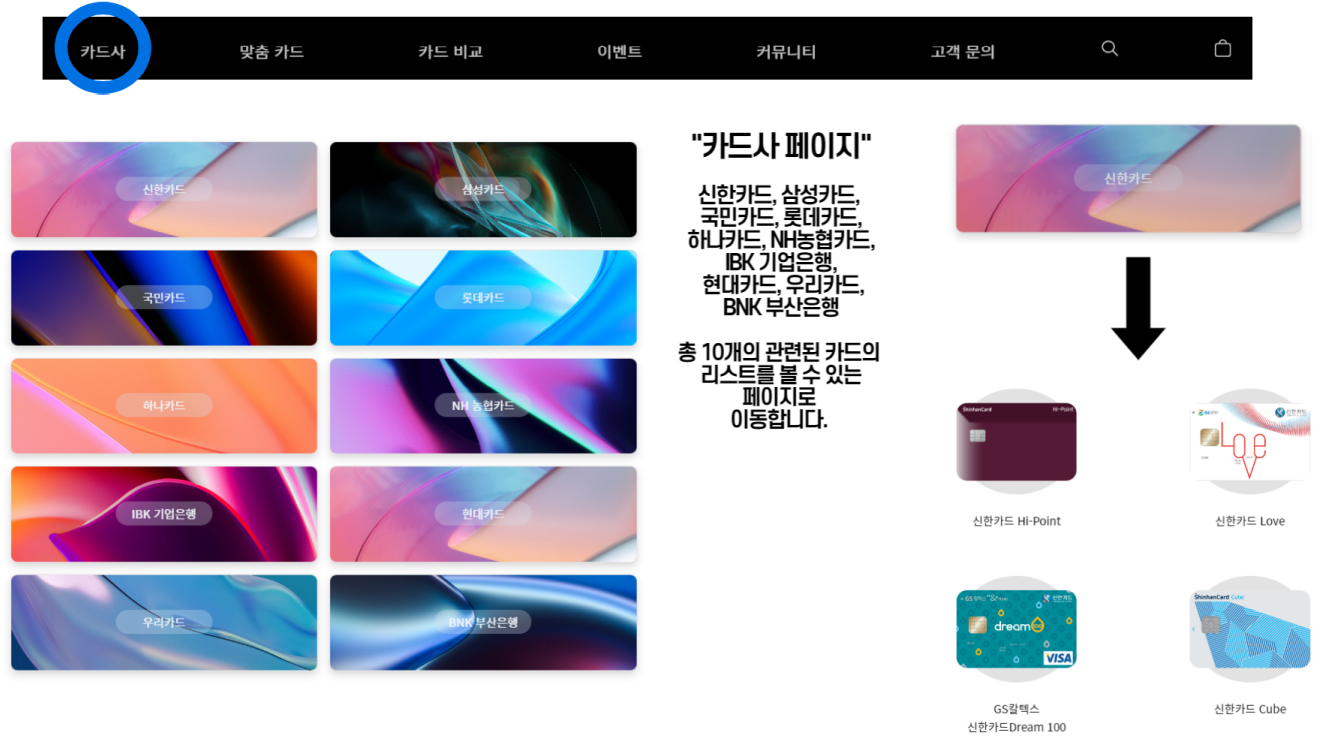 카드사 맞춤 카드 카드 비교 이벤트 커뮤니티 고객 문의
신한카드
삼성카드
국민카드
롯데카드
하나카드
NH 농협카드
IBK 기업은행
현대카드
우리카드
BNK 부산은행
"카드사 페이지"
신한카드, 삼성카드,
국민카드, 롯데카드,
하나카드, NH농협카드,
IBK 기업은행,
현대카드, 우리카드,
BNK 부산은행
총 10개의 관련된 카드의
리스트를 볼 수 있는
페이지로
이동합니다.
신한카드
ShinhanCard Hi-Point
신한카드 Hi-Point
신한카드
Love
신한카드 Love
신한카드
dream
VISA
GS칼텍스
신한카드Dream 100
ShinhanCard Cube
신한카드 Cube